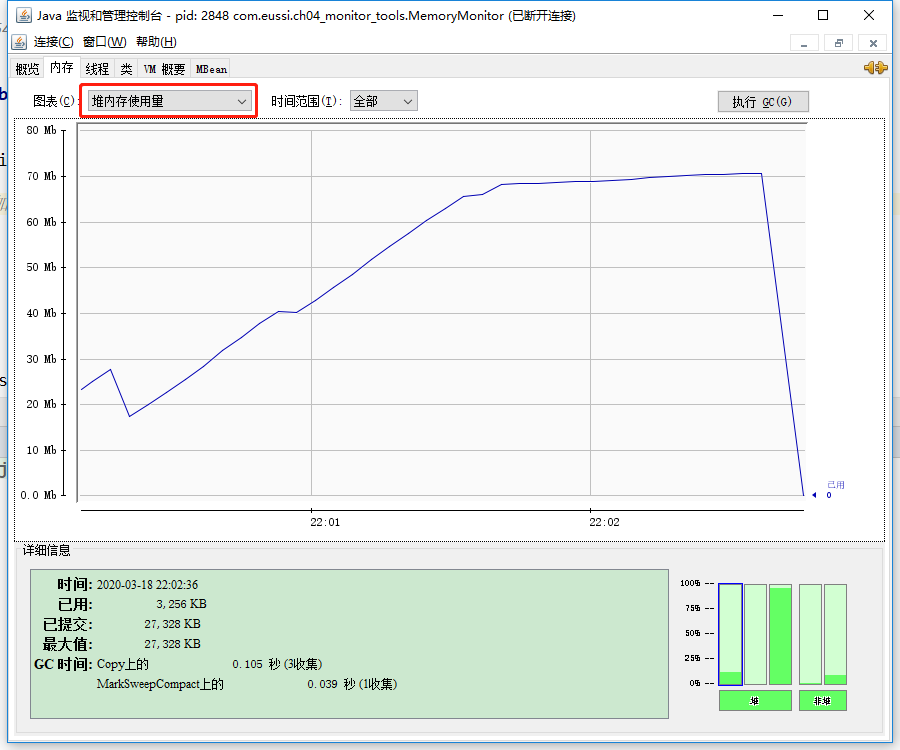 Java 监视和管理控制台 - pid: 2848 com.eussi.ch04_monitor_tools.MemoryMonitor (已断开连接)
连接(C) 窗口(W) 帮助(H)
概览 内存 线程 类 VM 概要 MBean
图表(C): 堆内存使用量 时间范围(T): 全部 执行 GC(G)
80 Mb
70 Mb
60 Mb
50 Mb
40 Mb
30 Mb
20 Mb
10 Mb
0.0 Mb
已用
0
22:01 22:02
详细信息
时间: 2020-03-18 22:02:36
已用: 3,256 KB
已提交: 27,328 KB
最大值: 27,328 KB
GC 时间: Copy上的 0.105 秒 (3收集)
MarkSweepCompact上的 0.039 秒 (1收集)
100% --
75% --
50% --
25% --
0% --
堆 非堆